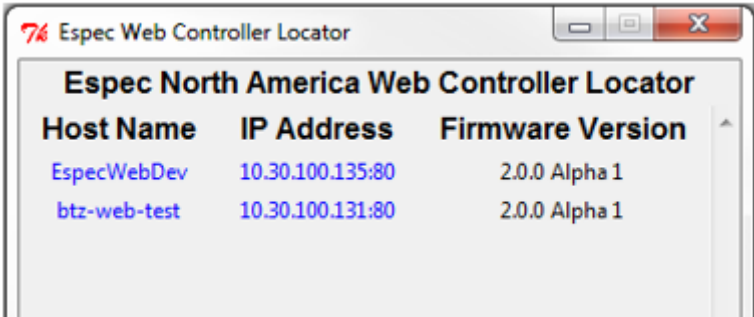 Espec Web Controller Locator
Espec North America Web Controller Locator
Host Name IP Address Firmware Version
EspecWebDev 10.30.100.135:80 2.0.0 Alpha 1
btz-web-test 10.30.100.131:80 2.0.0 Alpha 1